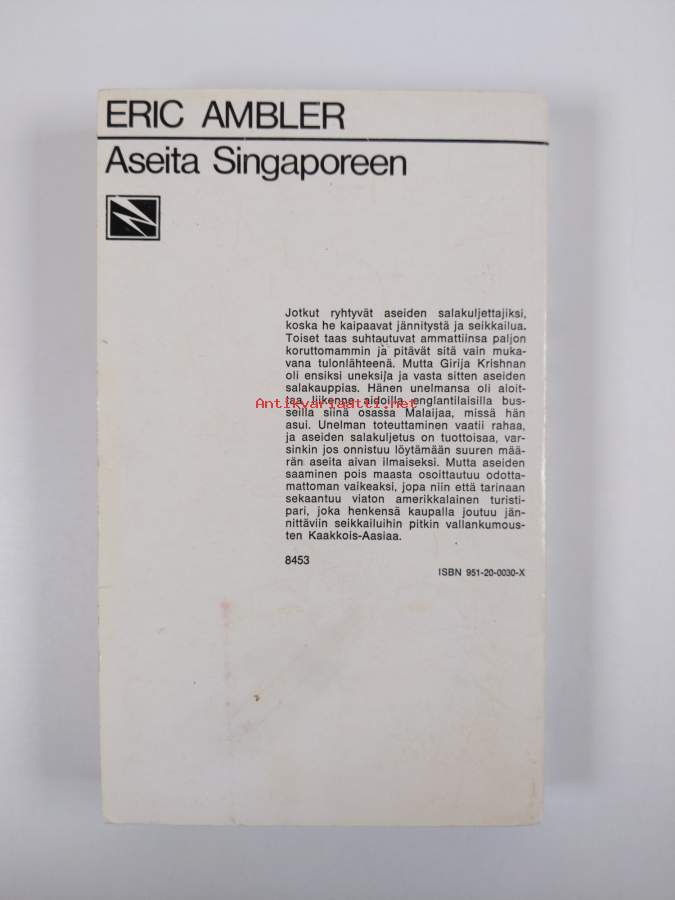 ERIC AMBLER
Aseita Singaporeen
Jotkut ryhtyvät aseiden salakuljettajiksi,
koska he kaipaavat jännitystä ja seikkailua.
Toiset taas suhtautuvat ammattiinsa paljon
koruttomammin ja pitävät sitä vain muka-
vana tulonlähteenä. Mutta Girija Krishnan
oli ensiksi uneksija ja vasta sitten aseiden
salakauppias. Hänen unelmansa oli aloit-
taa liikenne aidoilla englantilaisilla bus-
Antikvariaatti.net
seilla siinä osassa Malaijaa, missä hän
asui. Unelman toteuttaminen vaatii rahaa,
ja aseiden salakuljetus on tuottoisaa, var-
sinkin jos onnistuu löytämään suuren mää-
rän aseita aivan ilmaiseksi. Mutta aseiden
saaminen pois maasta osoittautuu odotta-
mattoman vaikeaksi, jopa niin että tarinaan
sekaantuu viaton amerikkalainen turisti-
pari, joka henkensä kaupalla joutuu jän-
nittäviin seikkailuihin pitkin vallankumous-
ten Kaakkois-Aasiaa.
8453
ISBN 951-20-0030-X